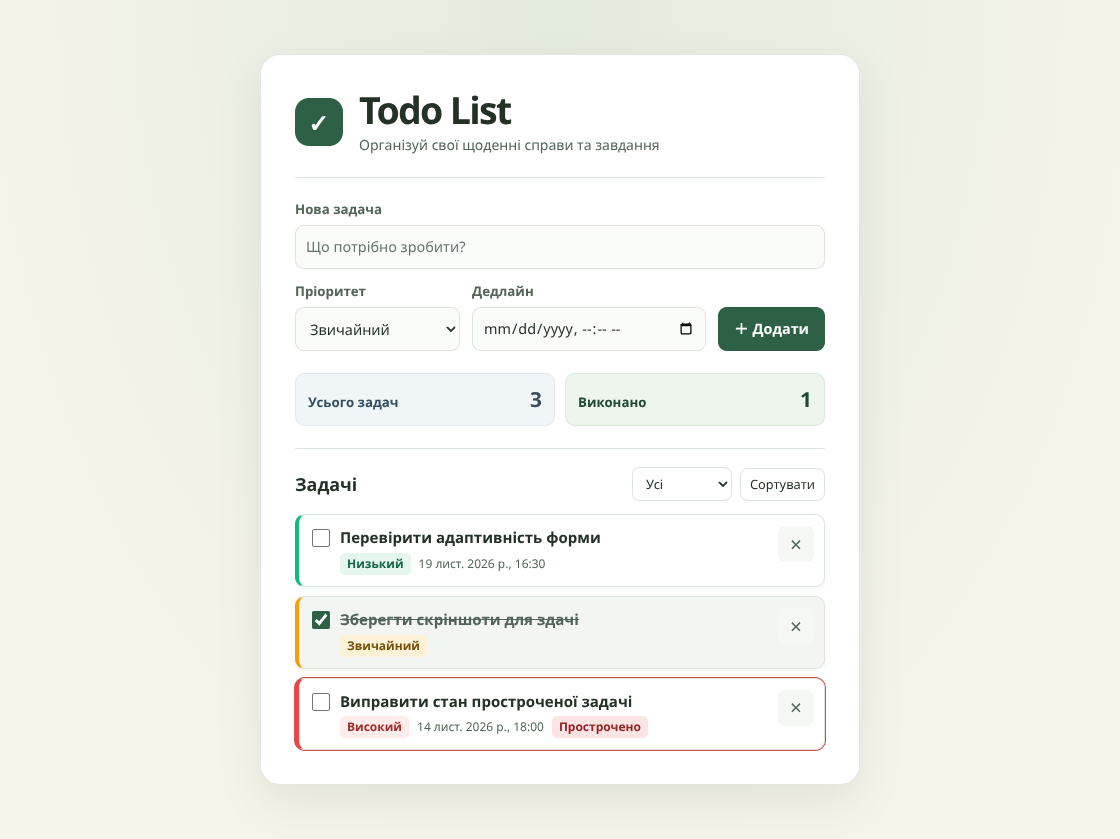 ✓
Todo List
Організуй свої щоденні справи та завдання
Нова задача
Що потрібно зробити?
Пріоритет
Дедлайн
Звичайний
mm/dd/yyyy, --:-- --
+ Додати
Усього задач
3
Виконано
1
Задачі
Усі
Сортувати
Перевірити адаптивність форми
×
Низький
19 лист. 2026 р., 16:30
Зберегти скріншоти для здачі
×
Звичайний
Виправити стан простроченої задачі
×
Високий
14 лист. 2026 р., 18:00
Прострочено